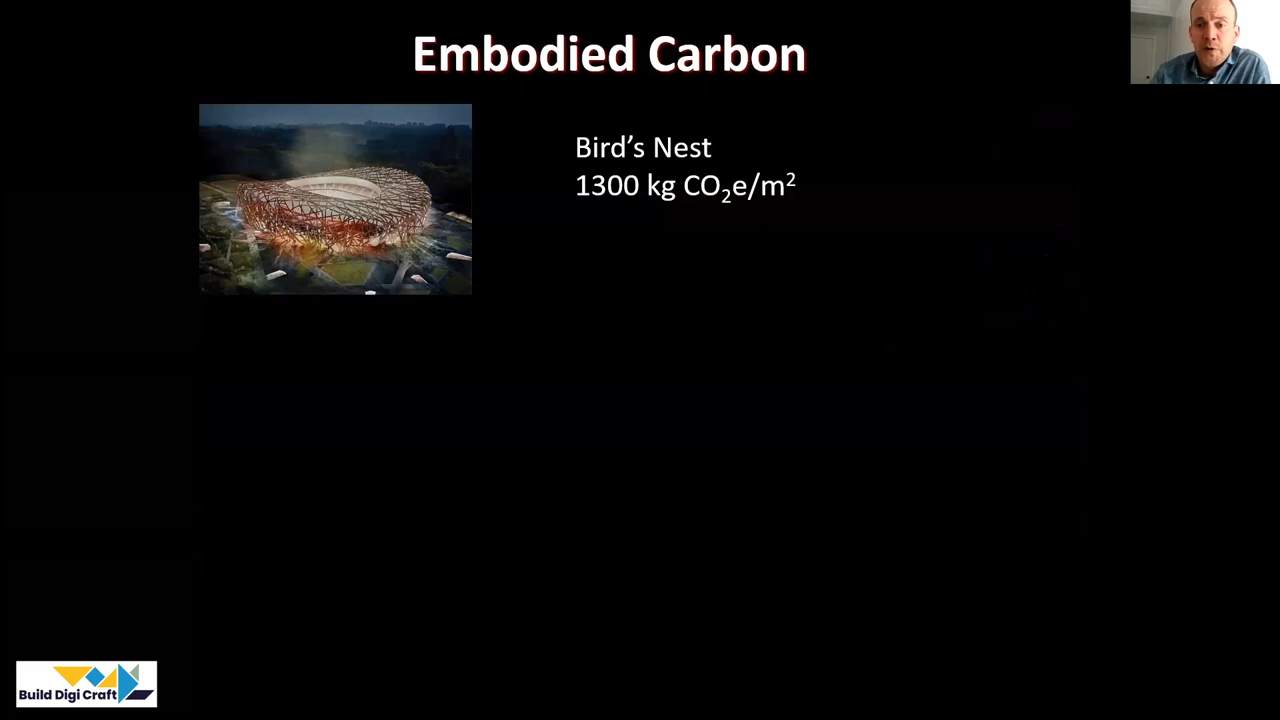 Embodied Carbon
Bird’s Nest
1300 kg CO₂e/m²
Build Digi Craft